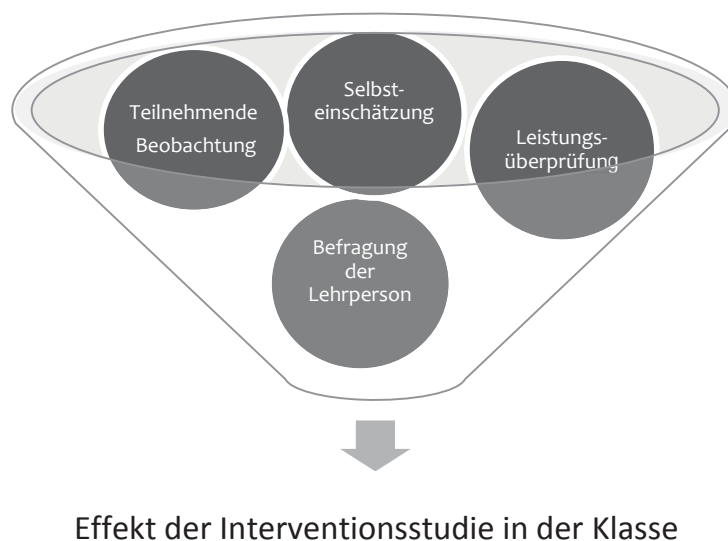 Teilnehmende
Beobachtung
Selbst-
einschätzung
Leistungs-
überprüfung
Befragung
der
Lehrperson
Effekt der Interventionsstudie in der Klasse